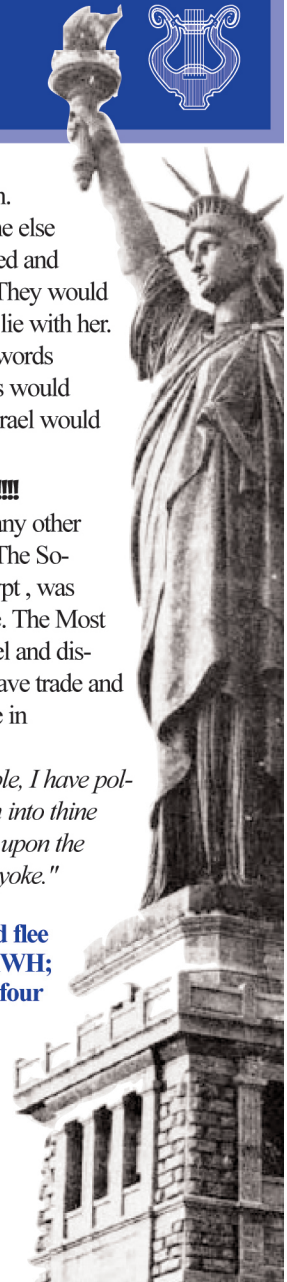 n.
ne else
ed and
They would
lie with her.
words
s would
rael would
!!!!
any other
The So-
pt , was
e. The Most
el and dis-
ave trade and
e in
ple, I have pol-
n into thine
upon the
yoke."
d flee
WH;
four